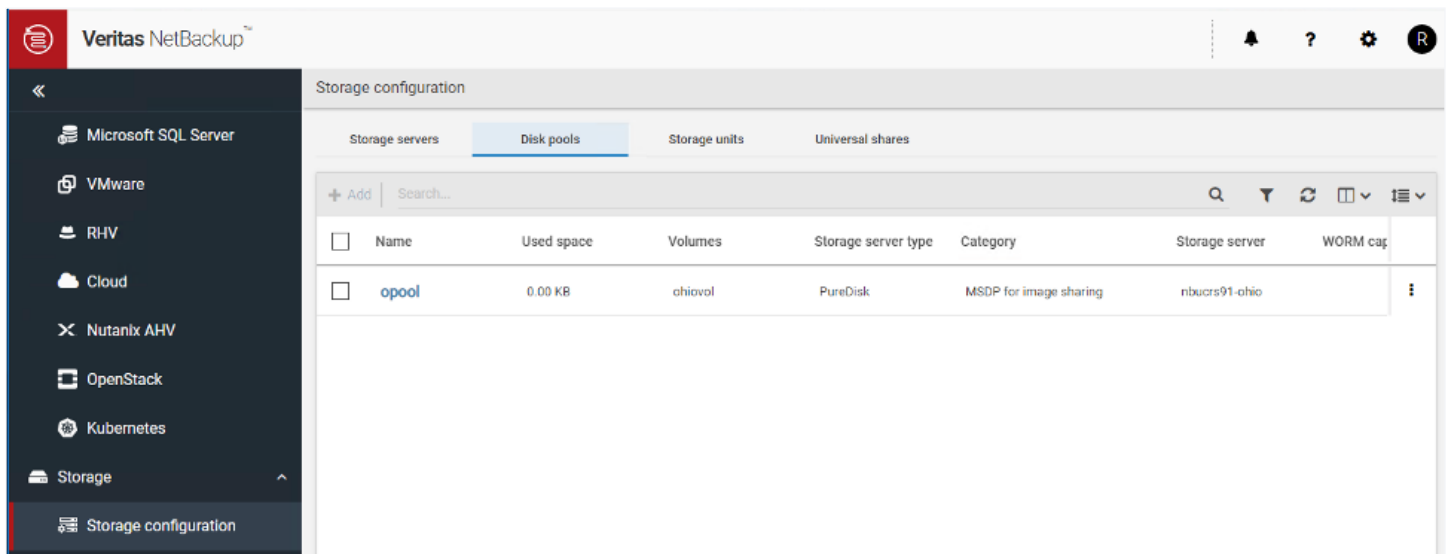 Veritas NetBackup™
R
Storage configuration
Microsoft SQL Server
VMware
RHV
Cloud
Nutanix AHV
OpenStack
Kubernetes
Storage
Storage configuration
Storage servers Disk pools Storage units Universal shares
+ Add Search...
Name Used space Volumes Storage server type Category Storage server WORM cap
opool 0.00 KB ohiovol PureDisk MSDP for image sharing nbucrs91-ohio